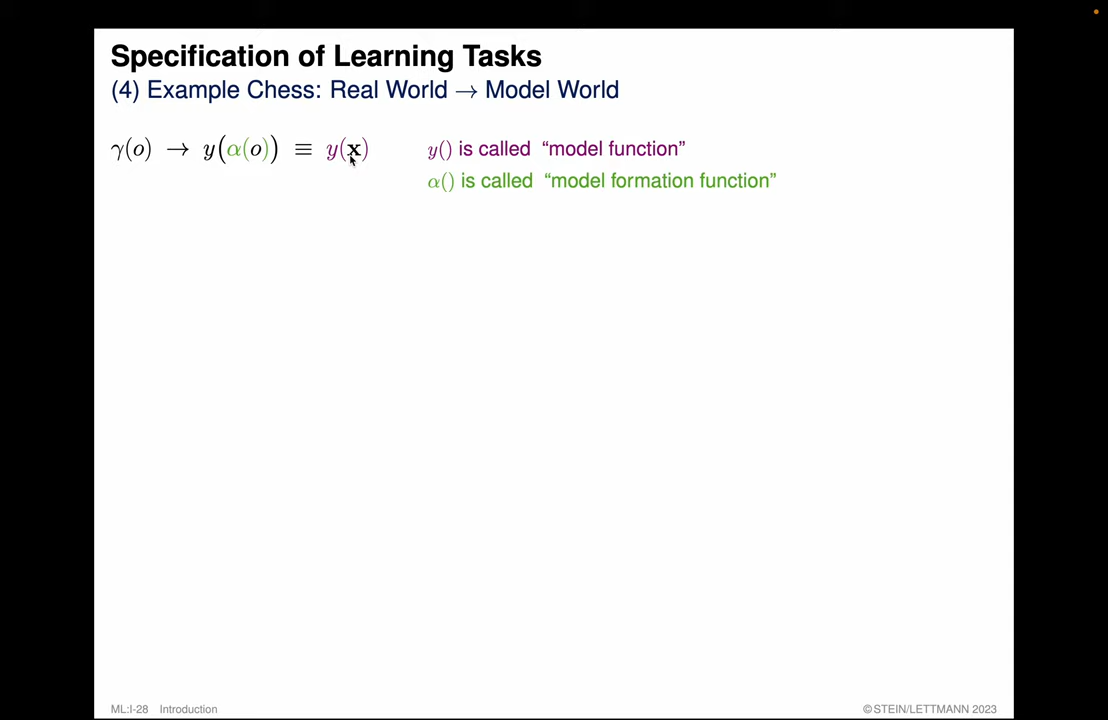 Specification of Learning Tasks
(4) Example Chess: Real World → Model World
γ(o) → y(α(o)) ≡ y(𝐱) y() is called “model function”
α() is called “model formation function”
ML:I-28 Introduction ©STEIN/LETTMANN 2023